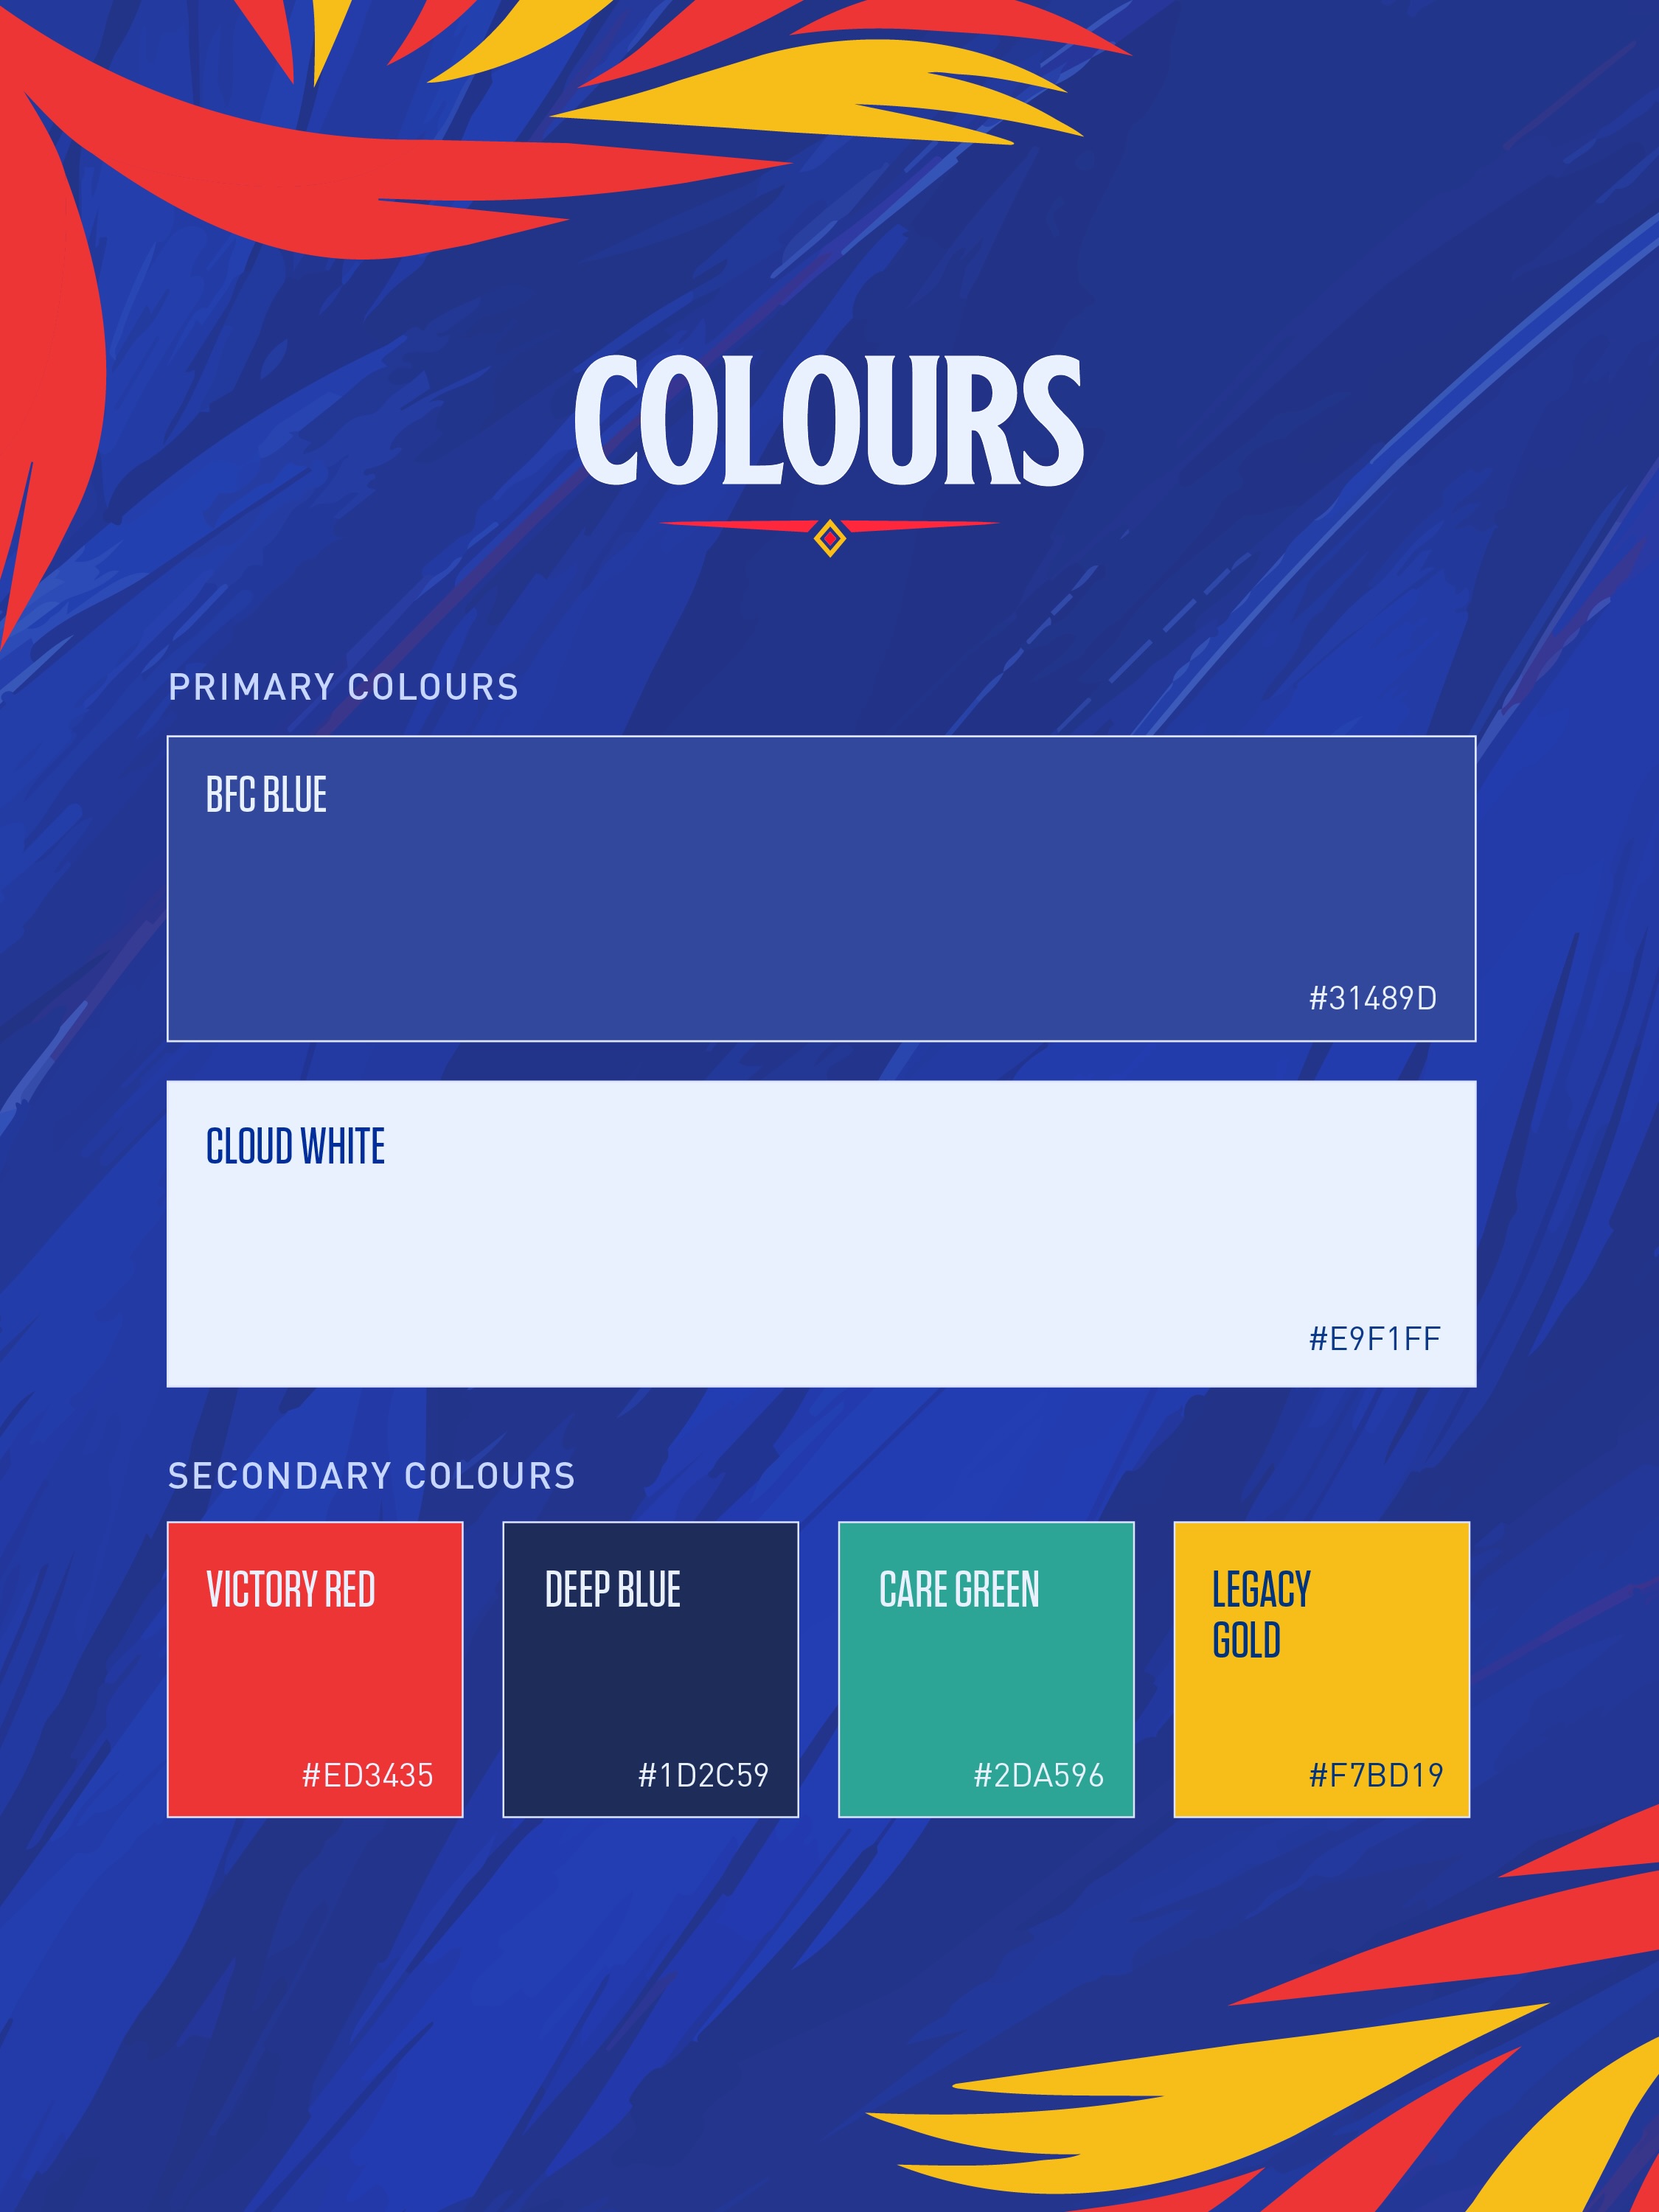 COLOURS
PRIMARY COLOURS
BFC BLUE
#31489D
CLOUD WHITE
#E9F1FF
SECONDARY COLOURS
VICTORY RED
#ED3435
DEEP BLUE
#1D2C59
CARE GREEN
#2DA596
LEGACY
GOLD
#F7BD19